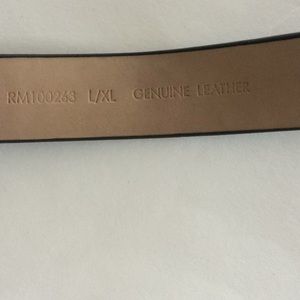 RM100263 L/XL GENUINE LEATHER